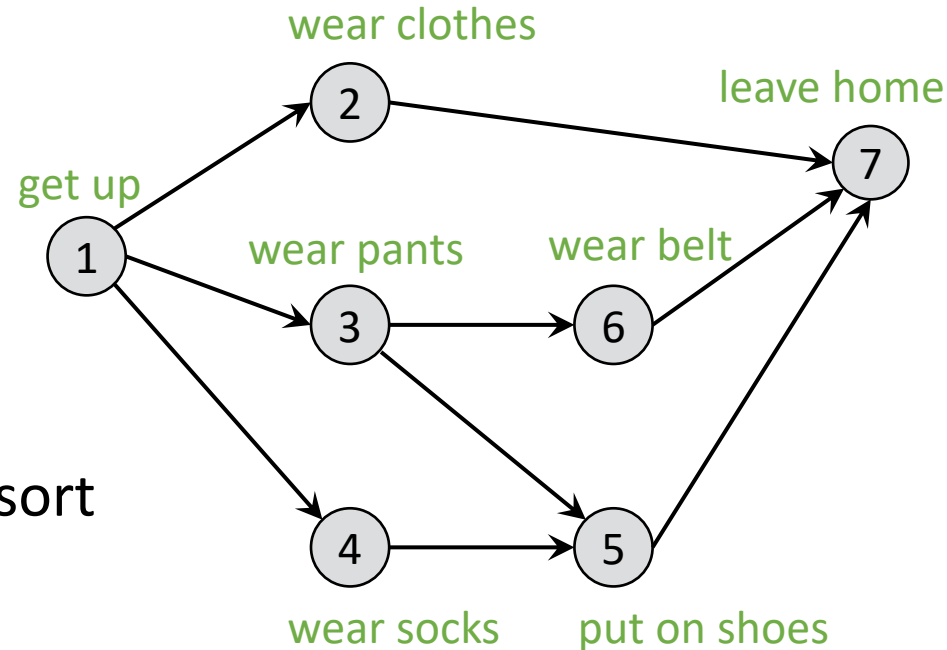 wear clothes
2
leave home
7
get up
1
wear pants
wear belt
3
6
sort
4
5
wear socks
put on shoes